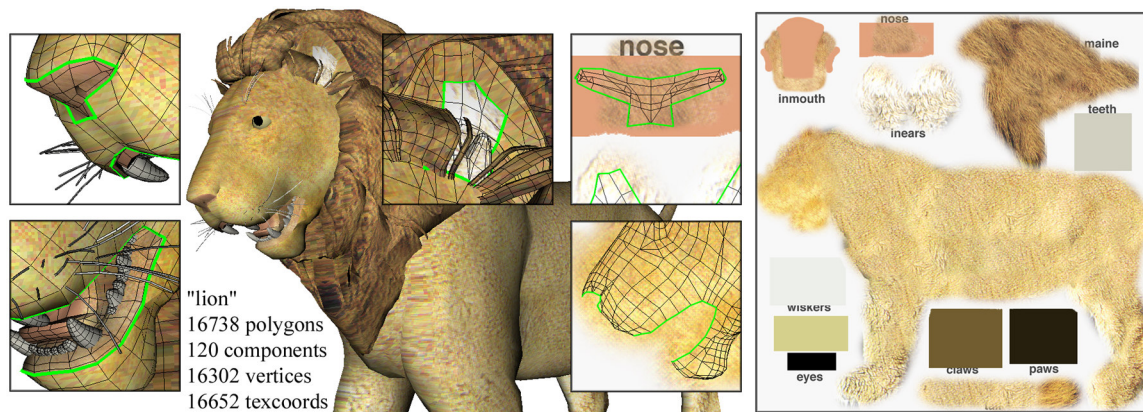 "lion"
16738 polygons
120 components
16302 vertices
16652 texcoords
nose
nose
maine
inmouth
inears
teeth
wiskers
eyes
claws
paws